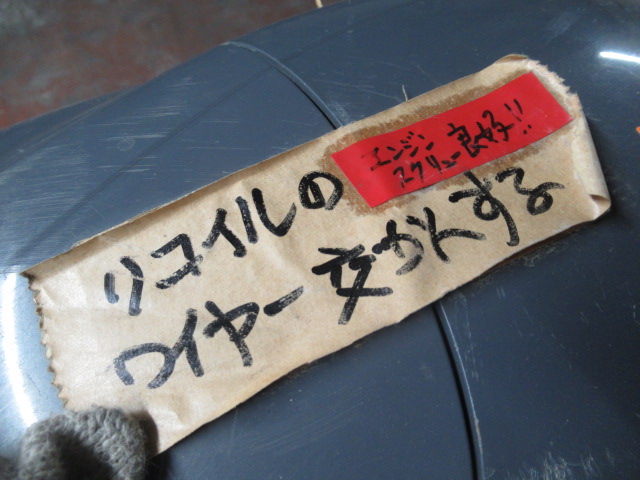 エンジン
スクリュー良好!!
リコイルの
ワイヤー交かんする